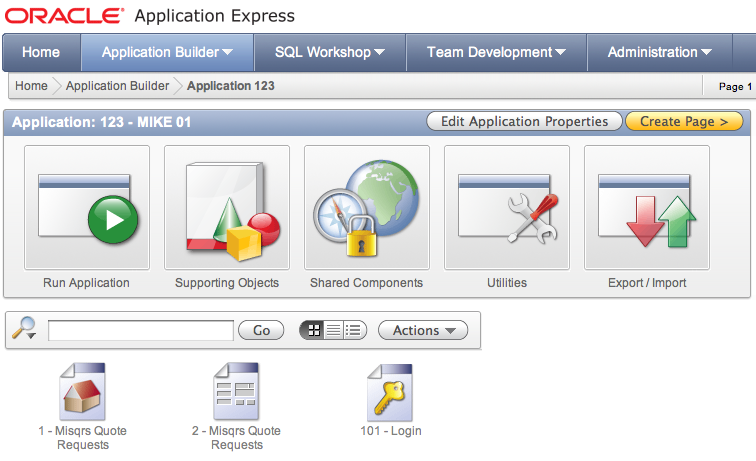 ORACLE® Application Express
Home Application Builder SQL Workshop Team Development Administration
Home Application Builder Application 123 Page 1
Application: 123 - MIKE 01 Edit Application Properties Create Page >
Run Application Supporting Objects Shared Components Utilities Export / Import
Go Actions
1 - Misqrs Quote Requests
2 - Misqrs Quote Requests
101 - Login